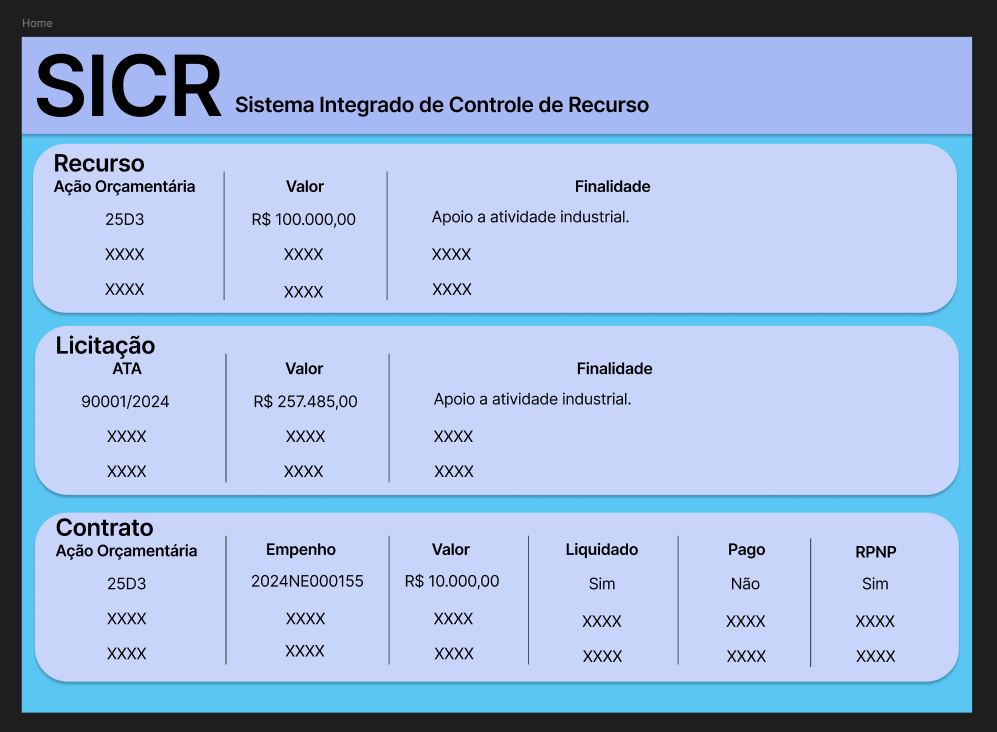 Home
SICR Sistema Integrado de Controle de Recurso
Recurso
Ação Orçamentária Valor Finalidade
25D3 R$ 100.000,00 Apoio a atividade industrial.
XXXX XXXX XXXX
XXXX XXXX XXXX
Licitação
ATA Valor Finalidade
90001/2024 R$ 257.485,00 Apoio a atividade industrial.
XXXX XXXX XXXX
XXXX XXXX XXXX
Contrato
Ação Orçamentária Empenho Valor Liquidado Pago RPNP
25D3 2024NE000155 R$ 10.000,00 Sim Não Sim
XXXX XXXX XXXX XXXX XXXX XXXX
XXXX XXXX XXXX XXXX XXXX XXXX